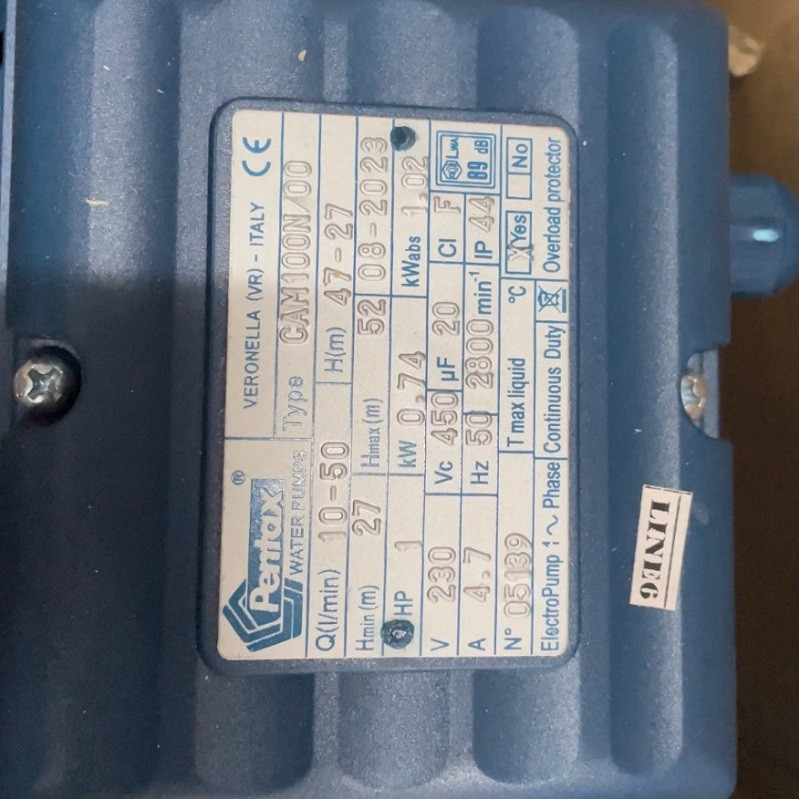 Pentax ®
WATER PUMPS
VERONELLA (VR) - ITALY CE
Type CAM100N/00
Q(l/min) 10-50 H(m) 47-27
Hmin (m) 27 Hmax (m) 52 08-2023
HP 1 kW 0.74 kWabs 1.02
V 230 Vc 450 µF 20 Cl F
A 4.7 Hz 50 2800 min-1 IP 44
LWA 89 dB
N° 05139 T max liquid °C X Yes No
ElectroPump 1 ~ Phase Continuous Duty Overload protector
LINE6